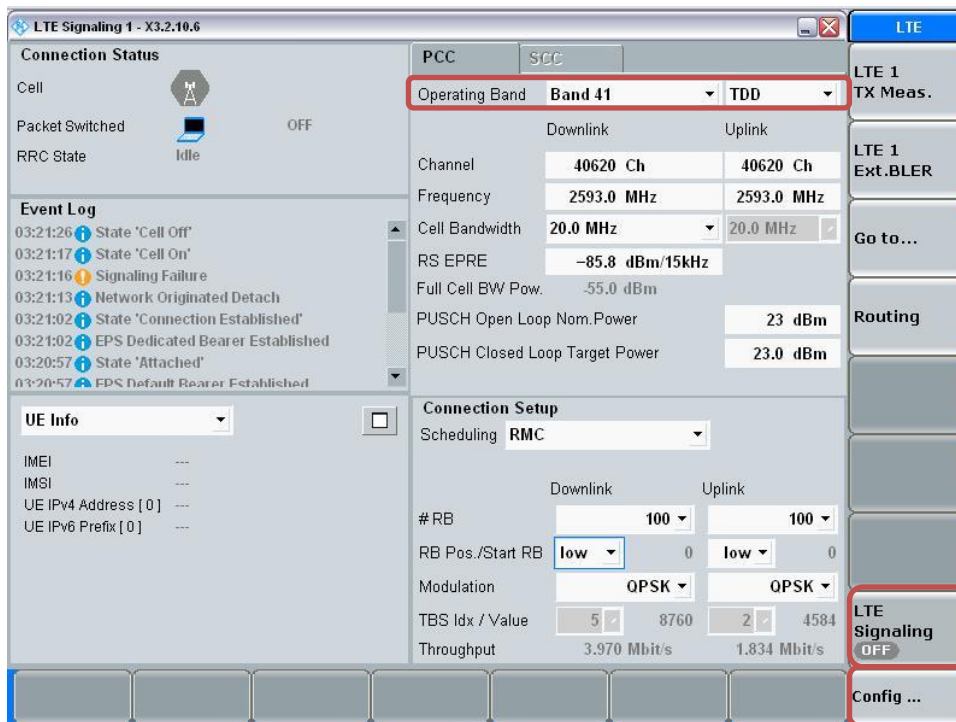 LTE Signaling 1 - X3.2.10.6
LTE
Connection Status
Cell
Packet Switched OFF
RRC State Idle
Event Log
03:21:26 State 'Cell Off'
03:21:17 State 'Cell On'
03:21:16 Signaling Failure
03:21:13 Network Originated Detach
03:21:02 State 'Connection Established'
03:21:02 EPS Dedicated Bearer Established
03:20:57 State 'Attached'
03:20:57 EPS Default Bearer Established
UE Info
IMEI ---
IMSI ---
UE IPv4 Address [ 0 ] ---
UE IPv6 Prefix [ 0 ] ---
PCC SCC
Operating Band Band 41 TDD
Downlink Uplink
Channel 40620 Ch 40620 Ch
Frequency 2593.0 MHz 2593.0 MHz
Cell Bandwidth 20.0 MHz 20.0 MHz
RS EPRE −85.8 dBm/15kHz
Full Cell BW Pow. -55.0 dBm
PUSCH Open Loop Nom.Power 23 dBm
PUSCH Closed Loop Target Power 23.0 dBm
Connection Setup
Scheduling RMC
Downlink Uplink
# RB 100 100
RB Pos./Start RB low 0 low 0
Modulation QPSK QPSK
TBS Idx / Value 5 8760 2 4584
Throughput 3.970 Mbit/s 1.834 Mbit/s
LTE 1
TX Meas.
LTE 1
Ext.BLER
Go to...
Routing
LTE
Signaling
OFF
Config ...